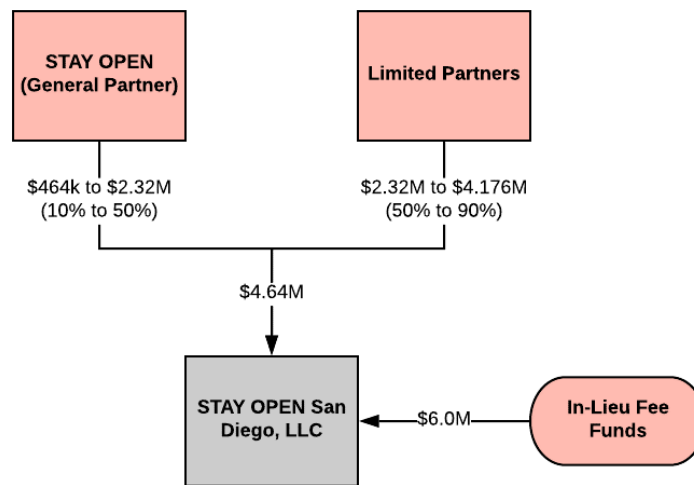 STAY OPEN
(General Partner)
Limited Partners
$464k to $2.32M
(10% to 50%)
$2.32M to $4.176M
(50% to 90%)
$4.64M
STAY OPEN San
Diego, LLC
$6.0M
In-Lieu Fee
Funds